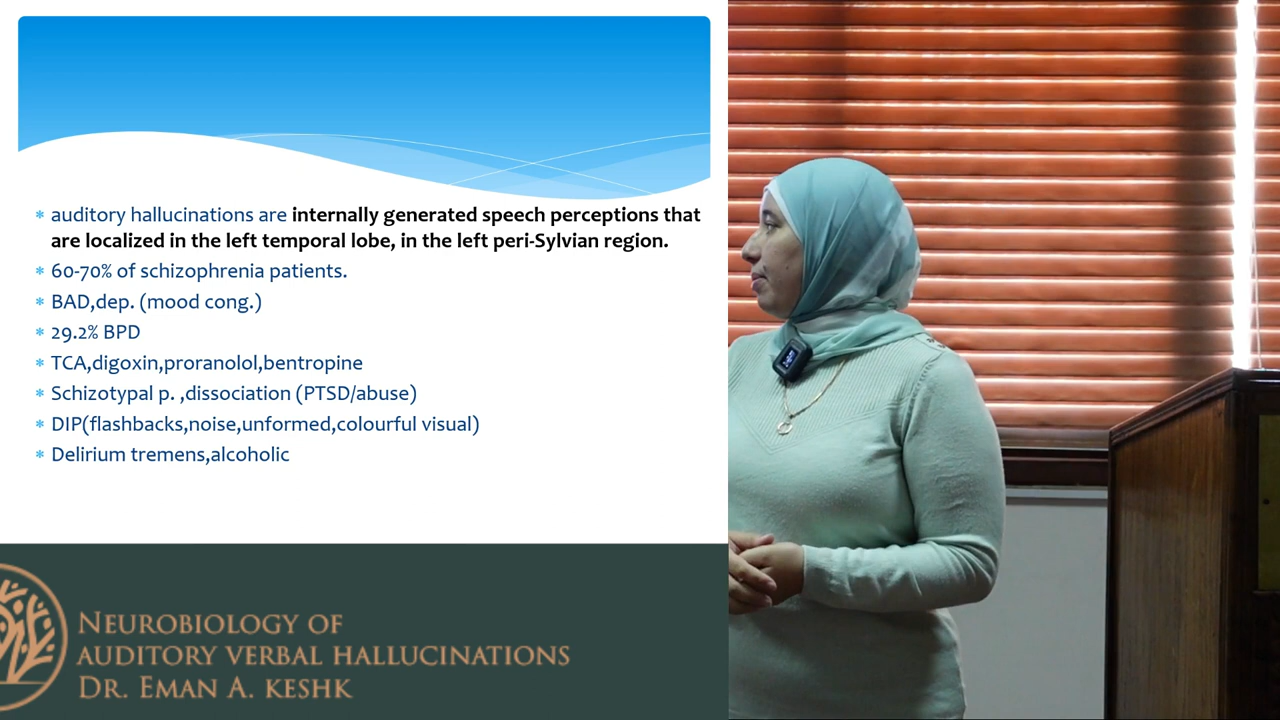 * auditory hallucinations are internally generated speech perceptions that
are localized in the left temporal lobe, in the left peri-Sylvian region.
* 60-70% of schizophrenia patients.
* BAD,dep. (mood cong.)
* 29.2% BPD
* TCA,digoxin,proranolol,bentropine
* Schizotypal p. ,dissociation (PTSD/abuse)
* DIP(flashbacks,noise,unformed,colourful visual)
* Delirium tremens,alcoholic
NEUROBIOLOGY OF
AUDITORY VERBAL HALLUCINATIONS
DR. EMAN A. KESHK